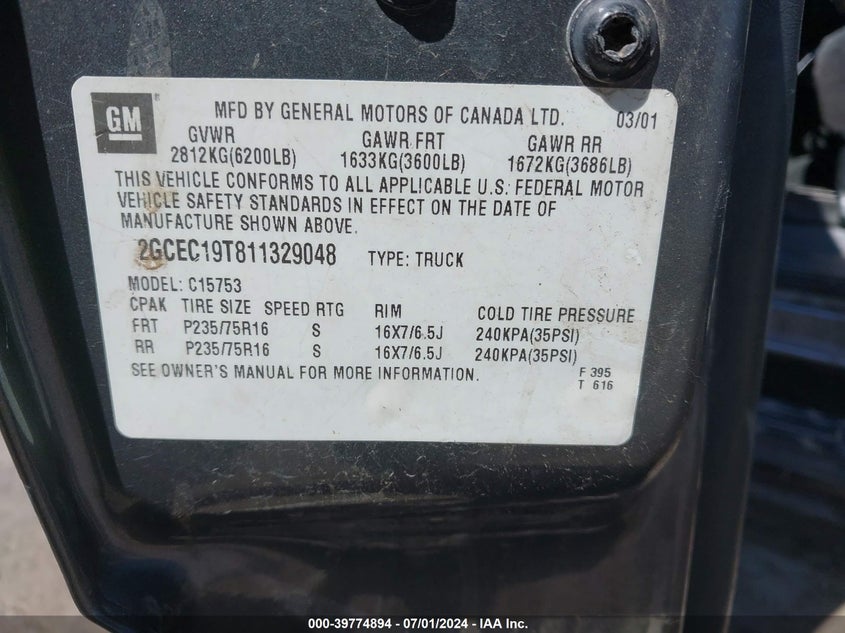 GM
MFD BY GENERAL MOTORS OF CANADA LTD. 03/01
GVWR GAWR FRT GAWR RR
2812KG(6200LB) 1633KG(3600LB) 1672KG(3686LB)
THIS VEHICLE CONFORMS TO ALL APPLICABLE U.S. FEDERAL MOTOR
VEHICLE SAFETY STANDARDS IN EFFECT ON THE DATE OF
MANUFACTURE SHOWN ABOVE.
2GCEC19T811329048 TYPE: TRUCK
MODEL: C15753
CPAK TIRE SIZE SPEED RTG RIM COLD TIRE PRESSURE
FRT P235/75R16 S 16X7/6.5J 240KPA(35PSI)
RR P235/75R16 S 16X7/6.5J 240KPA(35PSI)
SEE OWNER'S MANUAL FOR MORE INFORMATION. F 395
T 616
000-39774894 - 07/01/2024 - IAA Inc.